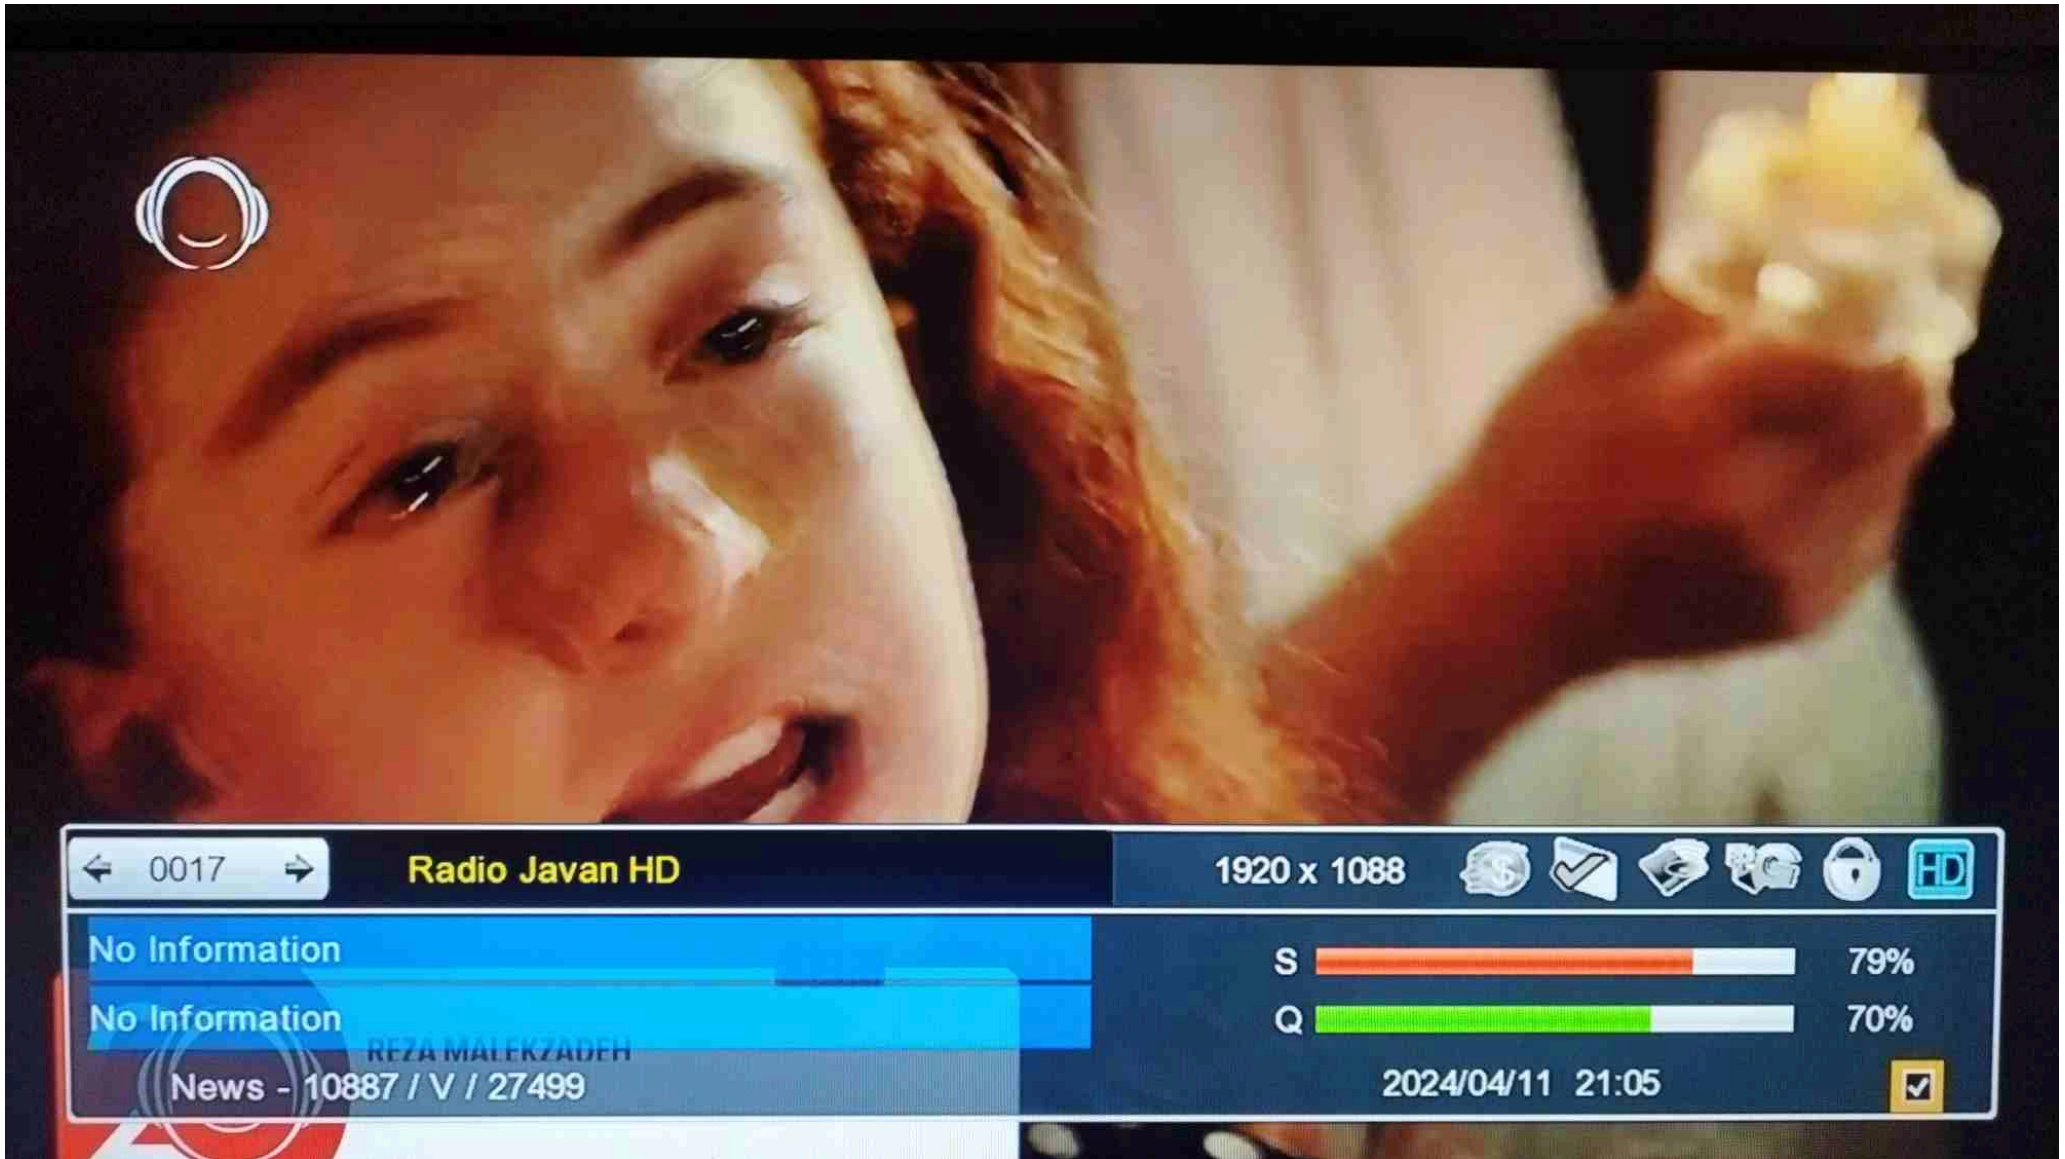 0017
Radio Javan HD
1920 x 1088
HD
No Information
S 79%
No Information
Q 70%
REZA MALEKZADEH
News - 10887 / V / 27499
2024/04/11 21:05